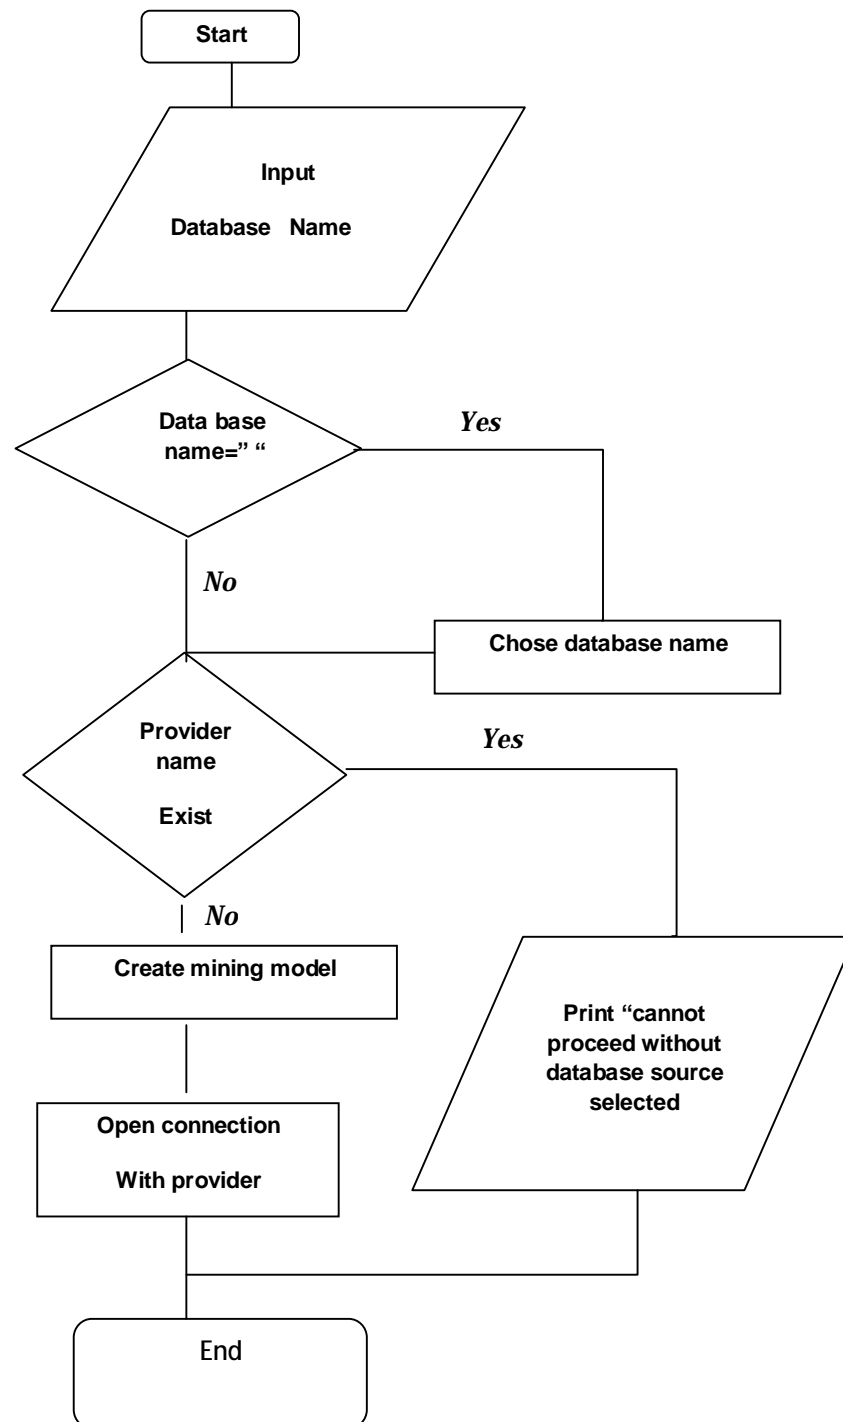 Start
Input
Database Name
Data base
name=” “
Yes
No
Chose database name
Provider
name
Exist
Yes
No
Create mining model
Print “cannot
proceed without
database source
selected
Open connection
With provider
End